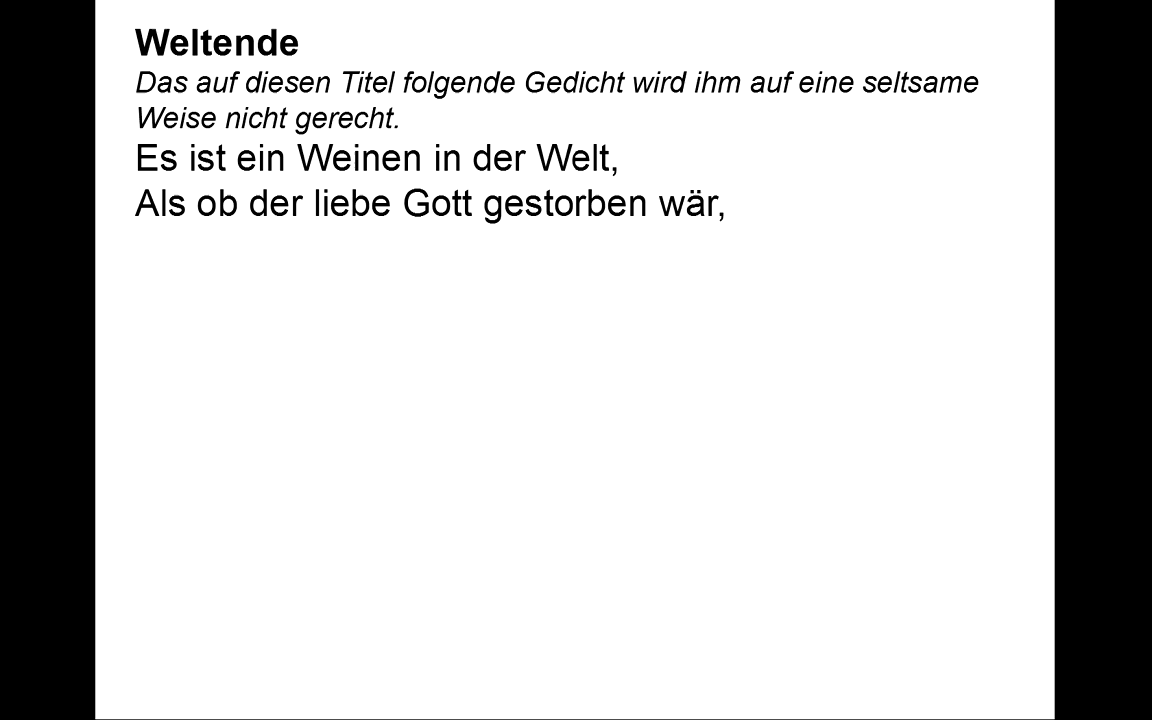 Weltende
Das auf diesen Titel folgende Gedicht wird ihm auf eine seltsame
Weise nicht gerecht.
Es ist ein Weinen in der Welt,
Als ob der liebe Gott gestorben wär,